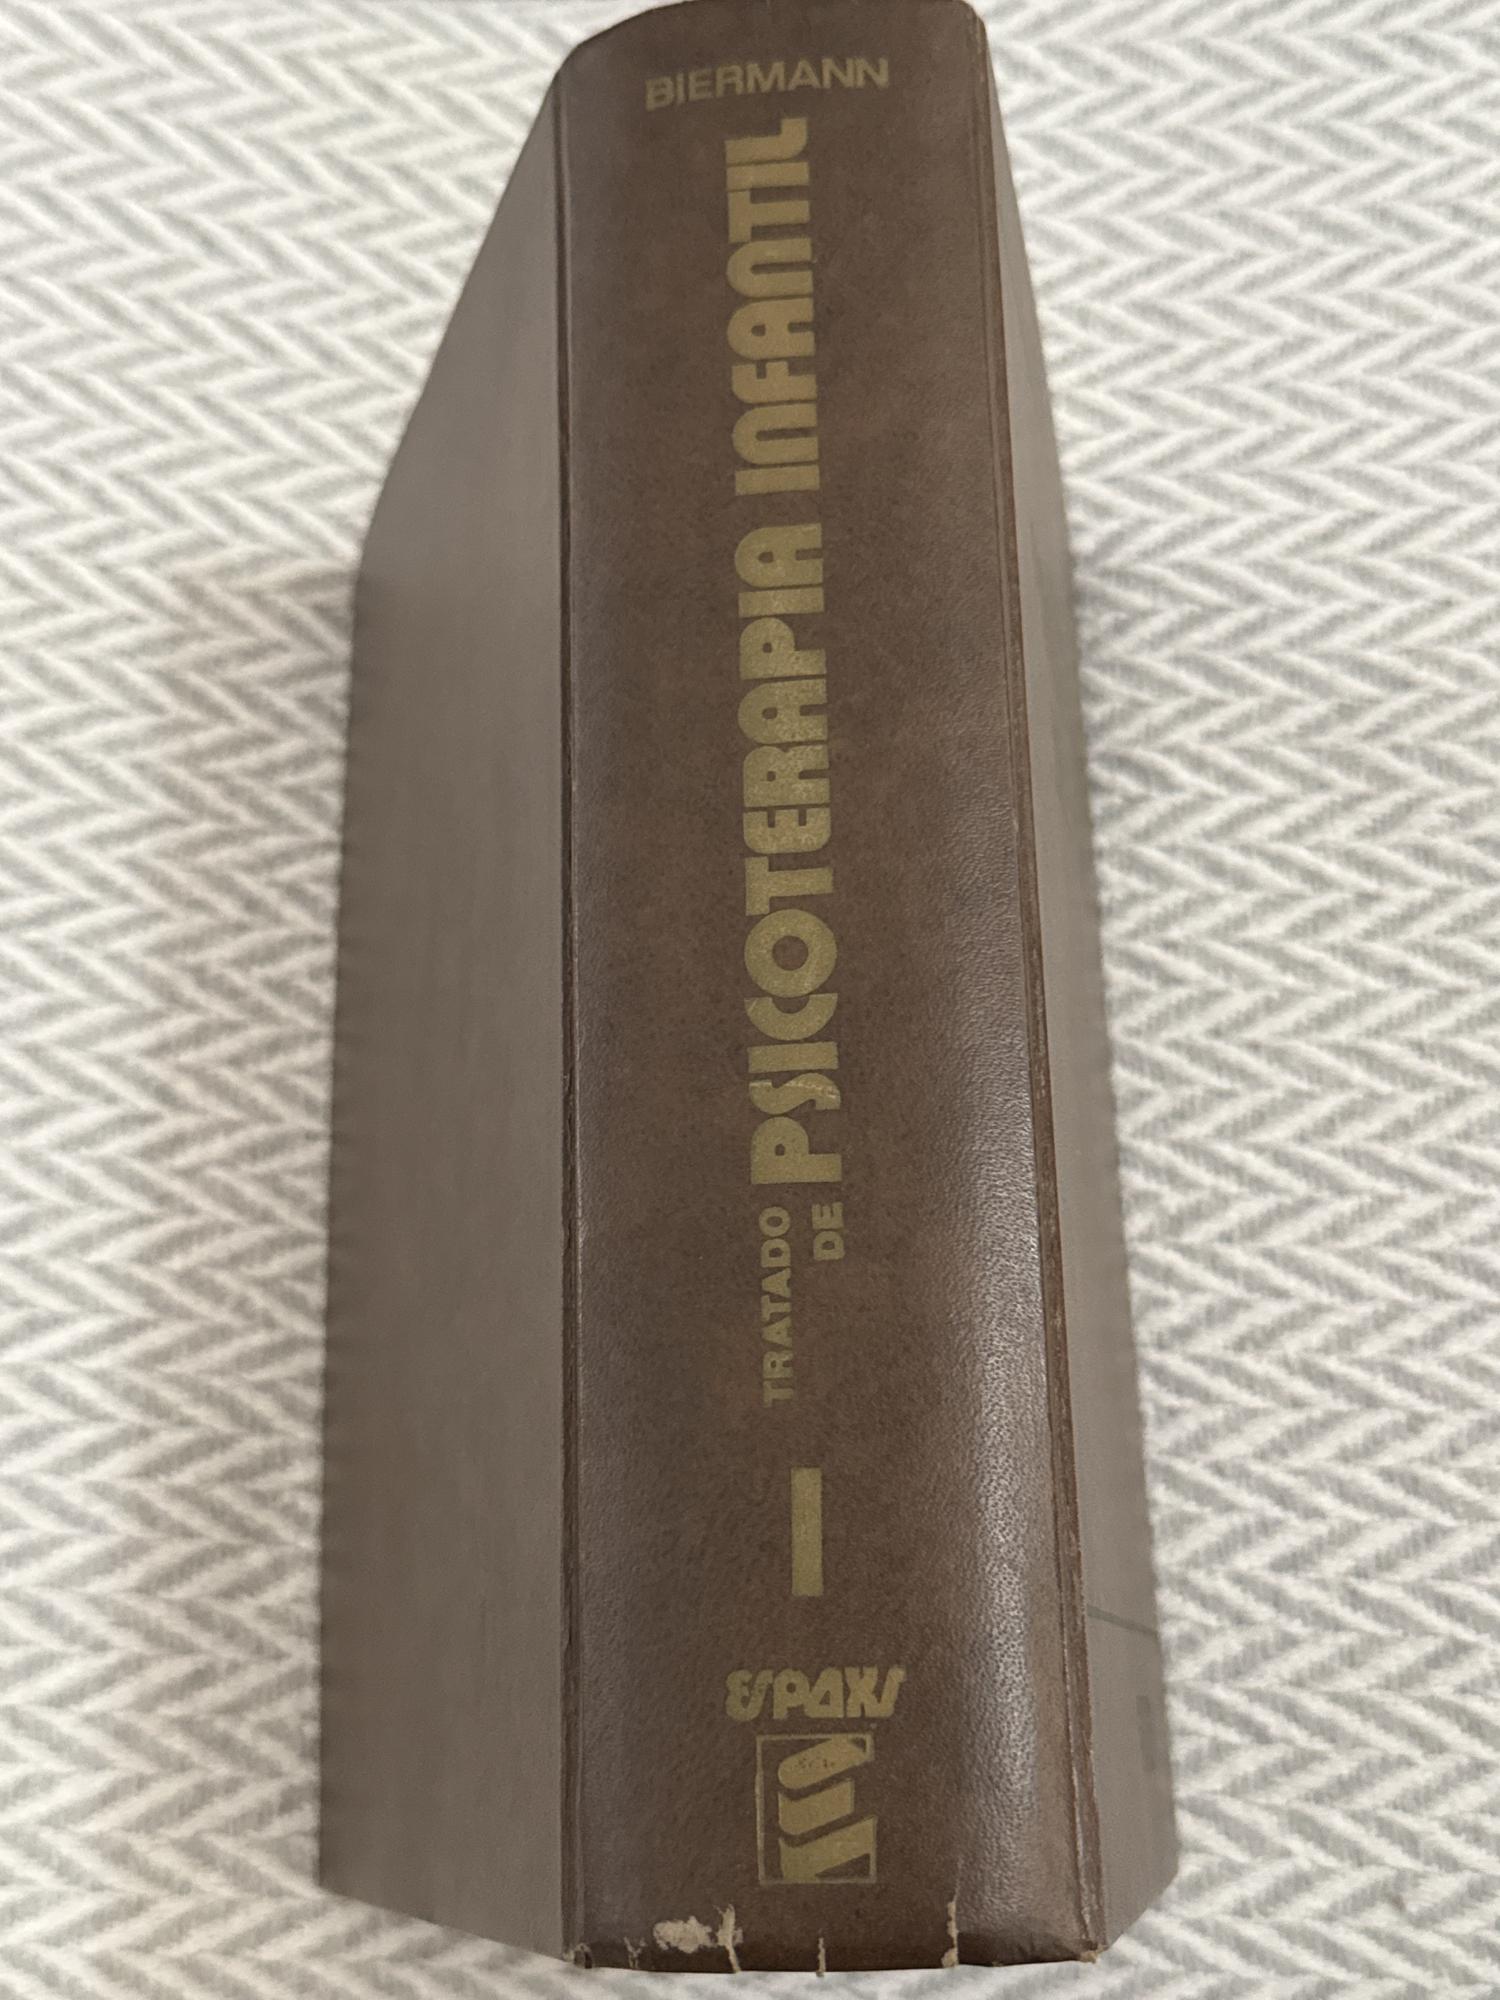 BIERMANN
TRATADO
DE
PSICOTERAPIA INFANTIL
I
ESPAXS